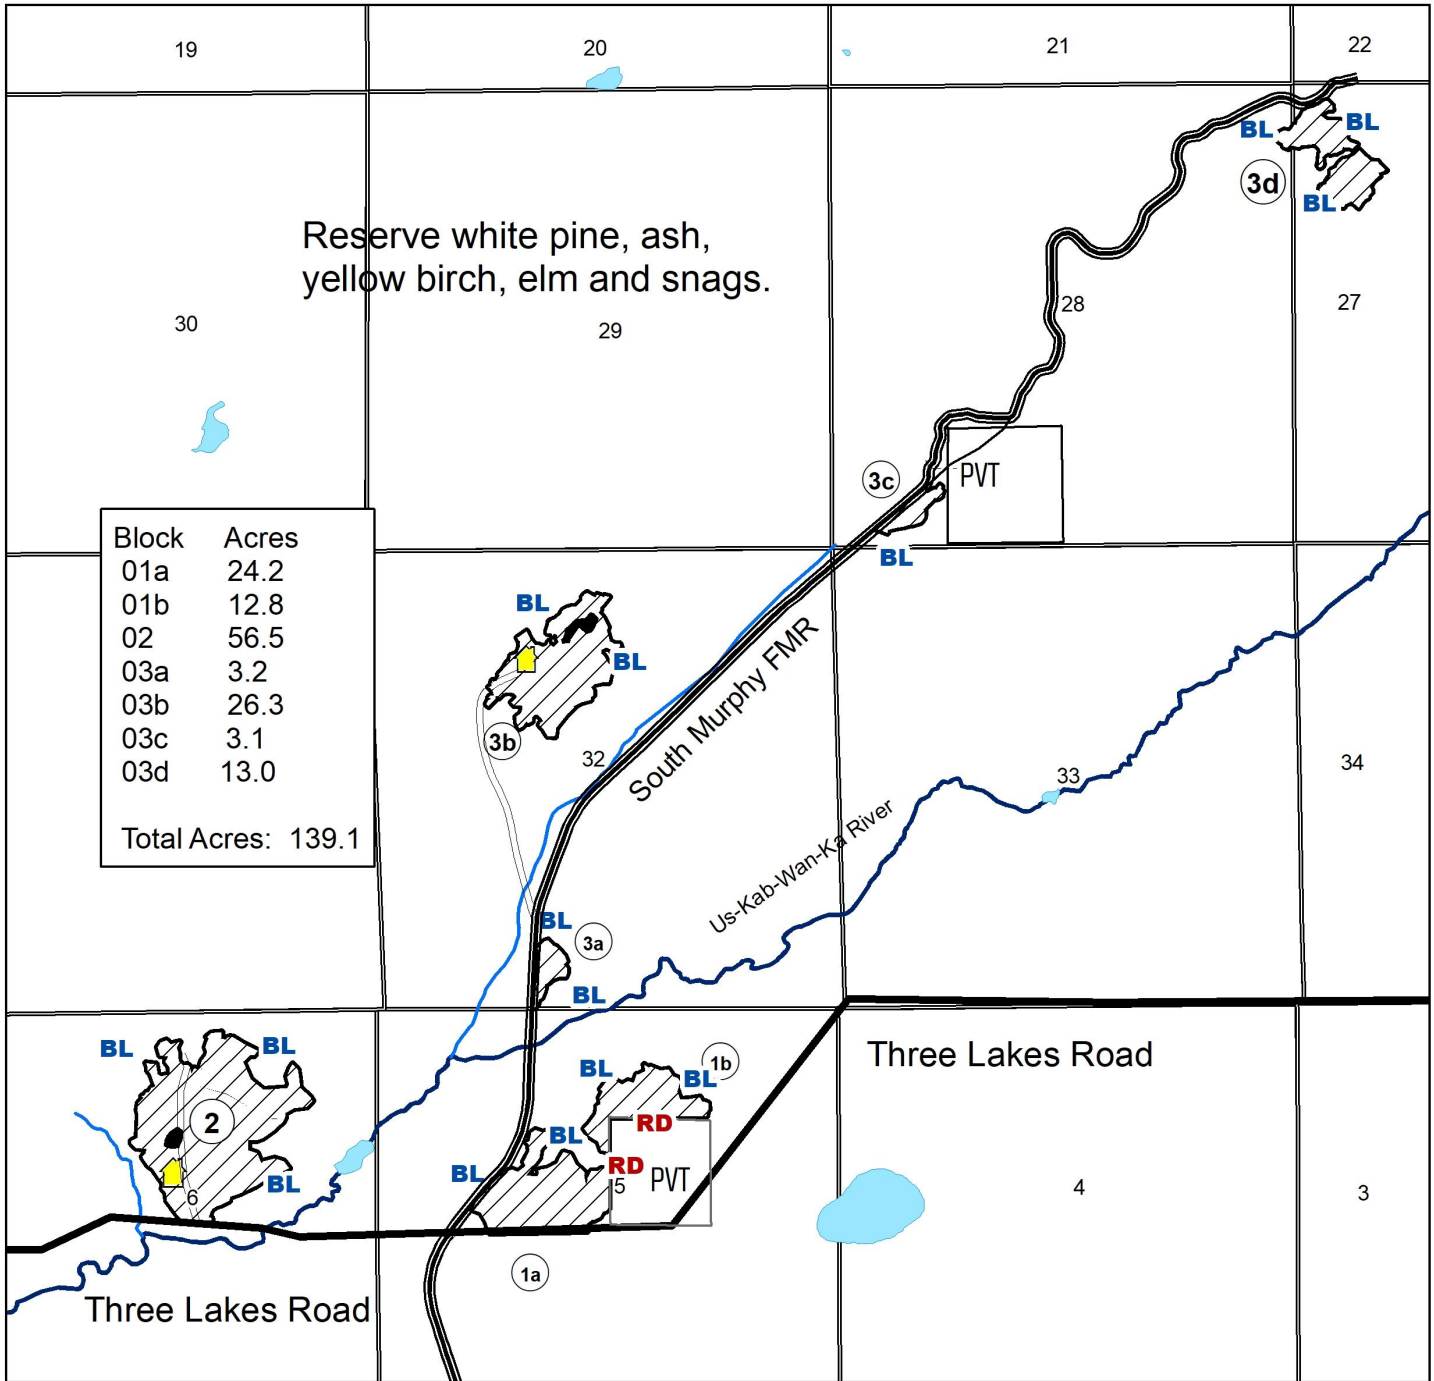 19
20
21
22
BL
BL
3d
BL
Reserve white pine, ash,
yellow birch, elm and snags.
30
29
28
27
3c
PVT
BL
Block Acres
01a 24.2
01b 12.8
02 56.5
03a 3.2
03b 26.3
03c 3.1
03d 13.0
Total Acres: 139.1
BL
BL
3b
32
South Murphy FMR
33
34
Us-Kab-Wan-Ka River
BL
3a
BL
BL
BL
2
BL
6
BL
1b
BL
RD
BL
RD
BL
5
PVT
Three Lakes Road
4
3
1a
Three Lakes Road